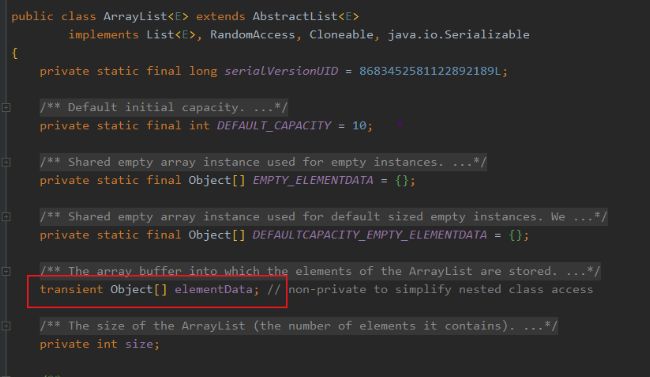 public class ArrayList<E> extends AbstractList<E>
implements List<E>, RandomAccess, Cloneable, java.io.Serializable
{
private static final long serialVersionUID = 8683452581122892189L;
/** Default initial capacity. ...*/
private static final int DEFAULT_CAPACITY = 10;
/** Shared empty array instance used for empty instances. ...*/
private static final Object[] EMPTY_ELEMENTDATA = {};
/** Shared empty array instance used for default sized empty instances. We ...*/
private static final Object[] DEFAULTCAPACITY_EMPTY_ELEMENTDATA = {};
/** The array buffer into which the elements of the ArrayList are stored. ...*/
transient Object[] elementData; // non-private to simplify nested class access
/** The size of the ArrayList (the number of elements it contains). ...*/
private int size;